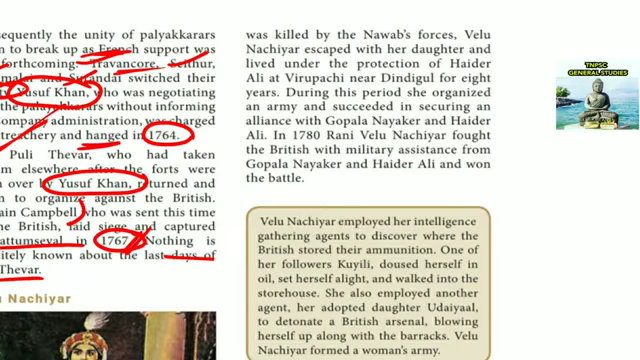 sequently the unity of palyakkarars
n to break up as French support was
forthcoming. Travancore, Seithur,
and Surandai switched their
Yusuf Khan, who was negotiating
the palayakkarars without informing
Company administration, was charged
treachery and hanged in 1764.
Puli Thevar, who had taken
m elsewhere after the forts were
n over by Yusuf Khan, returned and
n to organize against the British.
ain Campbell who was sent this time
he British, laid siege and captured
attumseval in 1767. Nothing is
itely known about the last days of
Thevar.
u Nachiyar
was killed by the Nawab's forces, Velu
Nachiyar escaped with her daughter and
lived under the protection of Haider
Ali at Virupachi near Dindigul for eight
years. During this period she organized
an army and succeeded in securing an
alliance with Gopala Nayaker and Haider
Ali. In 1780 Rani Velu Nachiyar fought
the British with military assistance from
Gopala Nayaker and Haider Ali and won
the battle.
Velu Nachiyar employed her intelligence
gathering agents to discover where the
British stored their ammunition. One of
her followers Kuyili, doused herself in
oil, set herself alight, and walked into the
storehouse. She also employed another
agent, her adopted daughter Udaiyaal,
to detonate a British arsenal, blowing
herself up along with the barracks. Velu
Nachiyar formed a woman's army.
TNPSC
GENERAL STUDIES